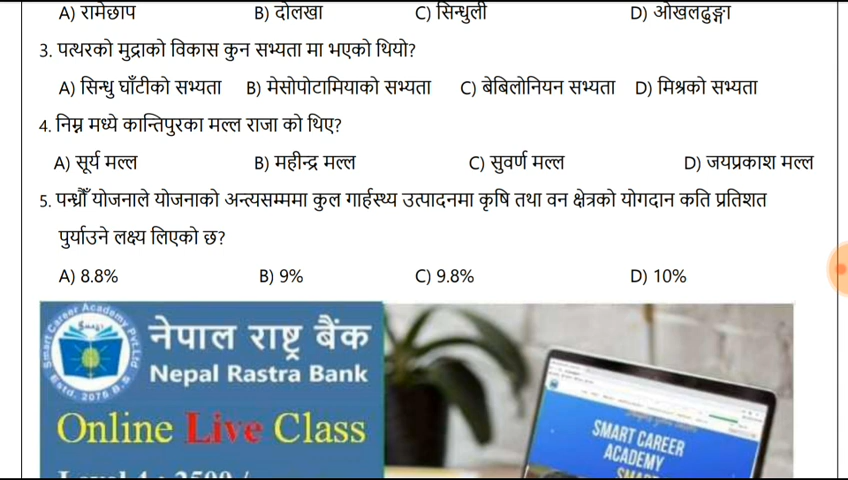 A) रामेछाप B) दोलखा C) सिन्धुली D) ओखलढुङ्गा
3. पत्थरको मुद्राको विकास कुन सभ्यता मा भएको थियो?
A) सिन्धु घाँटीको सभ्यता B) मेसोपोटामियाको सभ्यता C) बेबिलोनियन सभ्यता D) मिश्रको सभ्यता
4. निम्न मध्ये कान्तिपुरका मल्ल राजा को थिए?
A) सूर्य मल्ल B) महीन्द्र मल्ल C) सुवर्ण मल्ल D) जयप्रकाश मल्ल
5. पन्ध्रौँ योजनाले योजनाको अन्त्यसम्ममा कुल गार्हस्थ्य उत्पादनमा कृषि तथा वन क्षेत्रको योगदान कति प्रतिशत
पुर्याउने लक्ष्य लिएको छ?
A) 8.8% B) 9% C) 9.8% D) 10%
Smart Career Academy Pvt.Ltd
Smart
Estd. 2076 B.S
नेपाल राष्ट्र बैंक
Nepal Rastra Bank
Online Live Class
SMART CAREER
ACADEMY